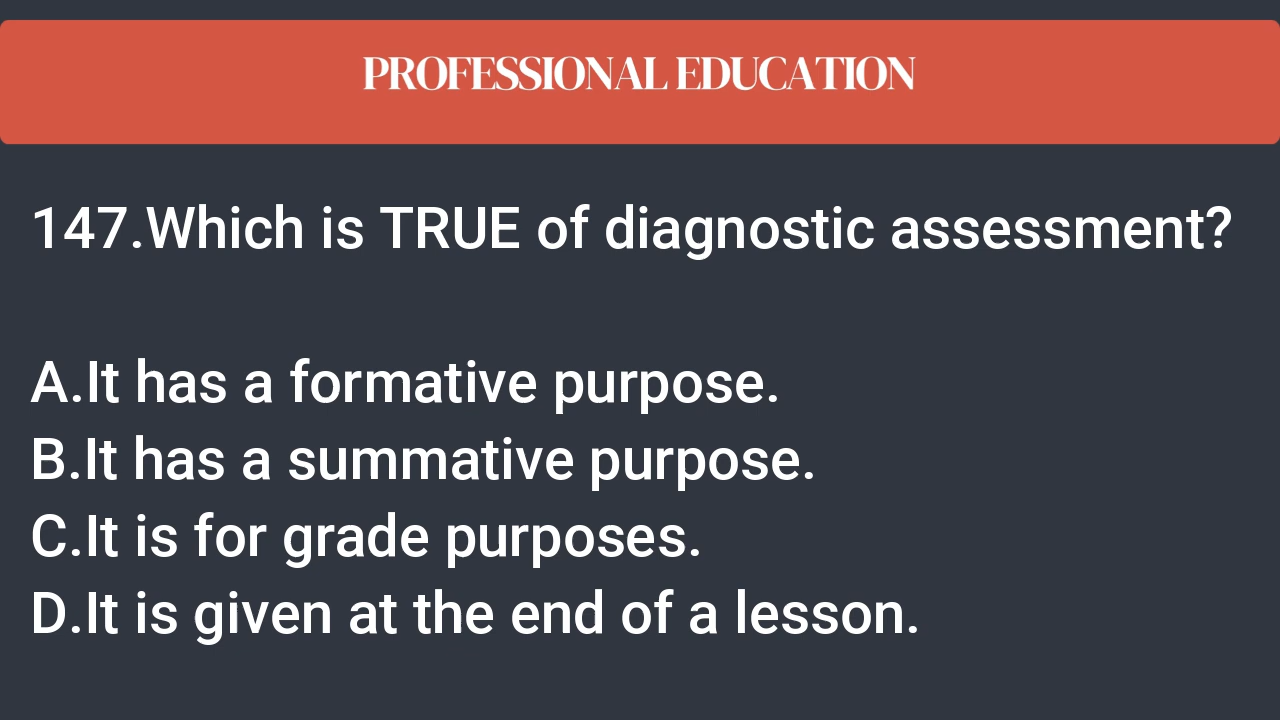 PROFESSIONAL EDUCATION
147.Which is TRUE of diagnostic assessment?
A.It has a formative purpose.
B.It has a summative purpose.
C.It is for grade purposes.
D.It is given at the end of a lesson.